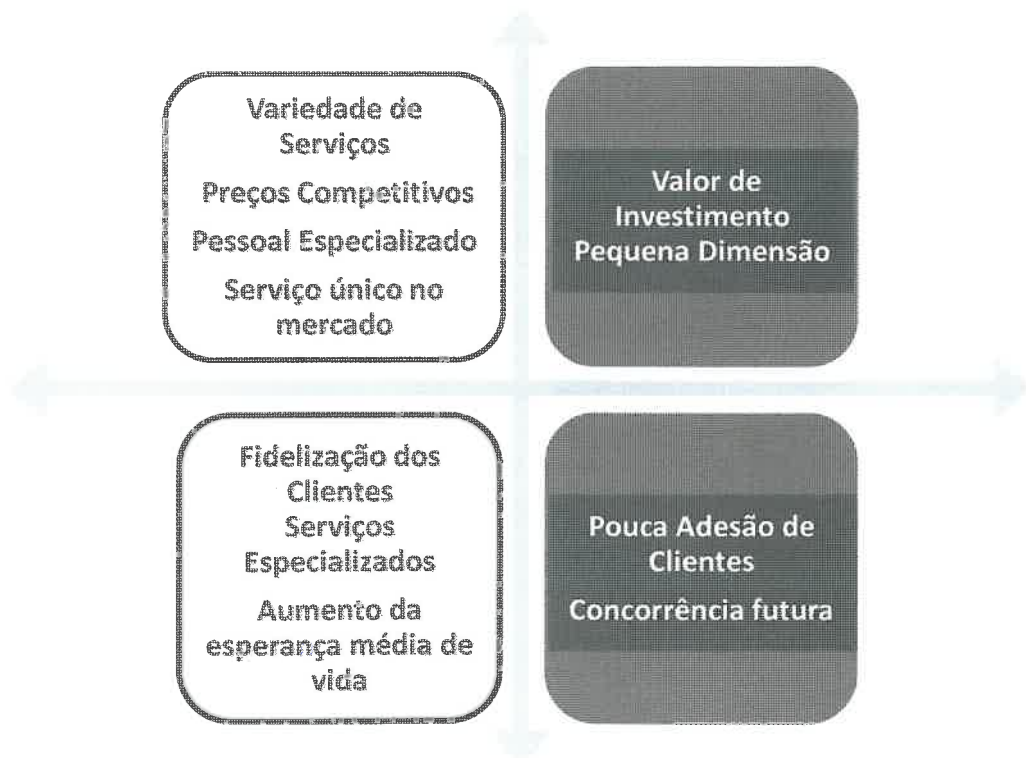 Variedade de
Serviços
Preços Competitivos
Pessoal Especializado
Serviço único no
mercado
Valor de
Investimento
Pequena Dimensão
Fidelização dos
Clientes
Serviços
Especializados
Aumento da
esperança média de
vida
Pouca Adesão de
Clientes
Concorrência futura